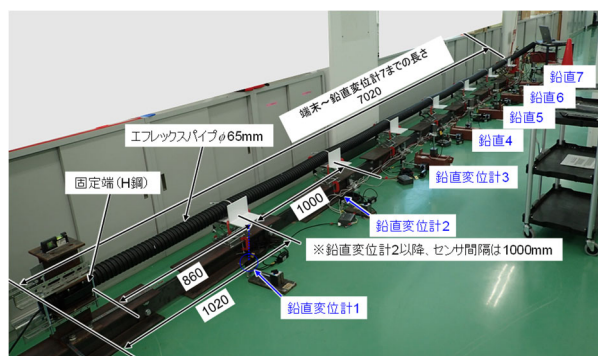 端末~鉛直変位計7までの長さ
7020
エフレックスパイプφ65mm
固定端(H鋼)
鉛直7
鉛直6
鉛直5
鉛直4
鉛直変位計3
1000
鉛直変位計2
※鉛直変位計2以降、センサ間隔は1000mm
860
1020
鉛直変位計1